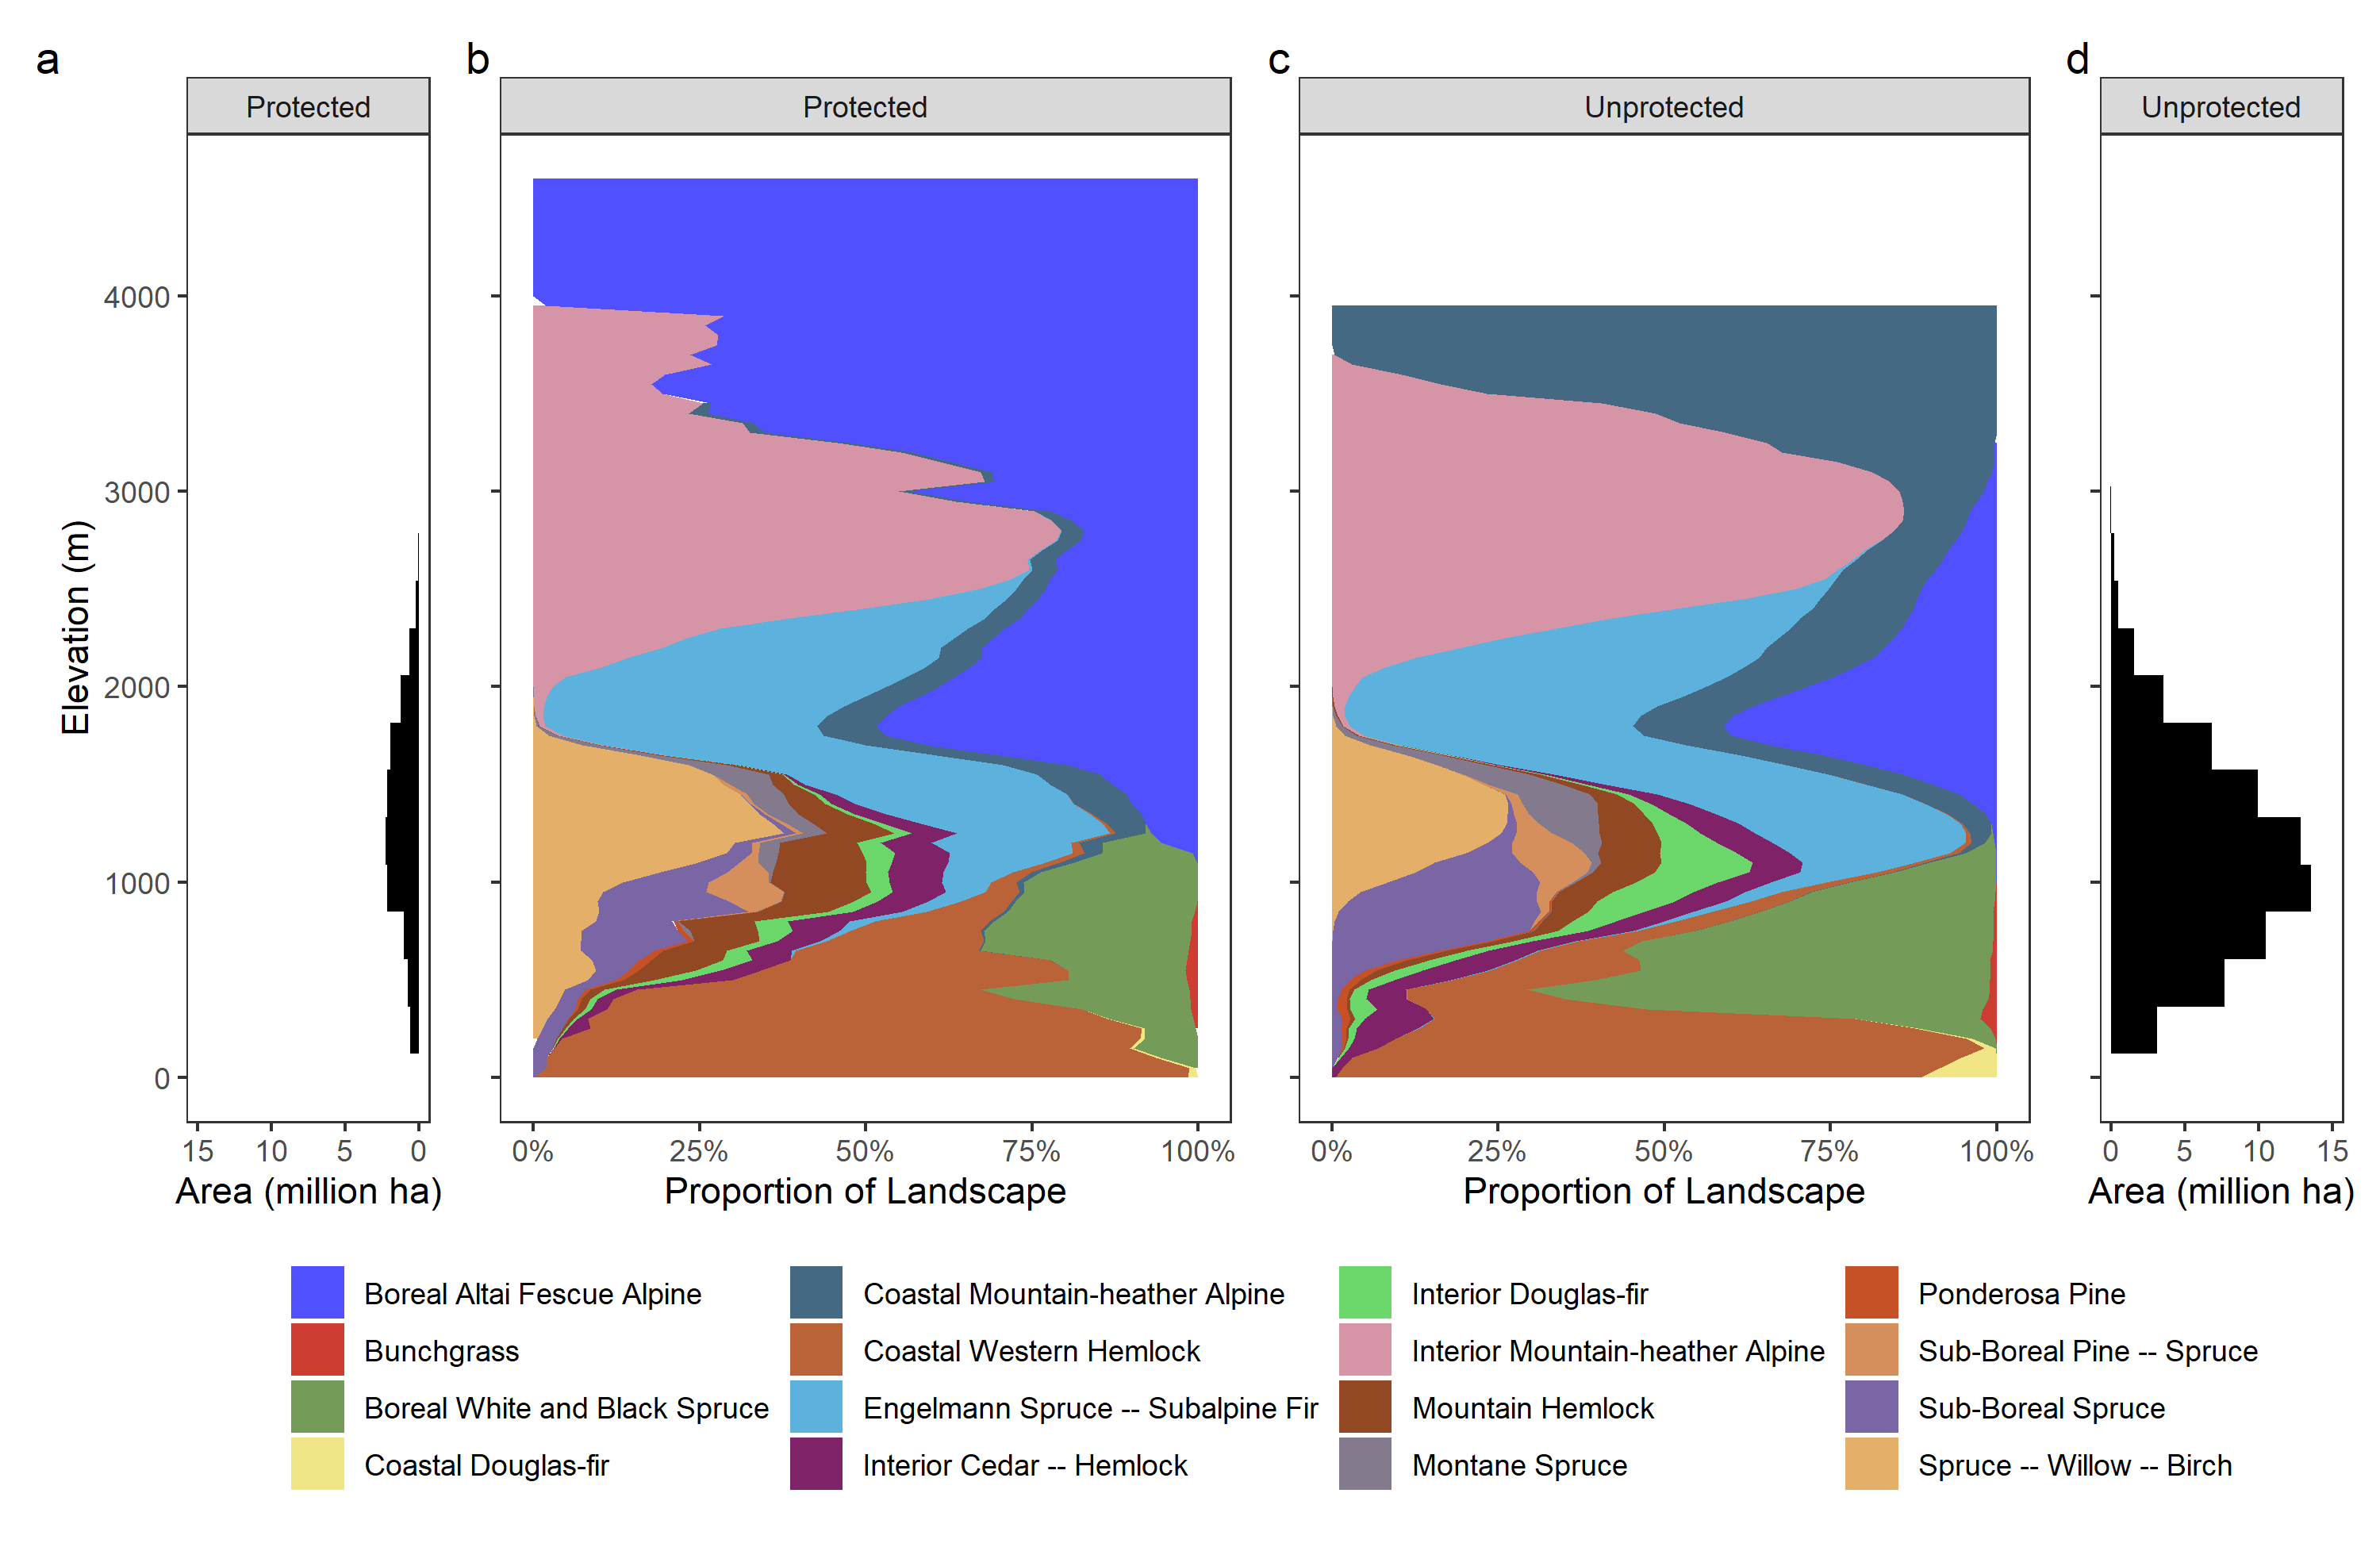 a
b
c
d
Protected
Protected
Unprotected
Unprotected
Elevation (m)
4000
3000
2000
1000
0
15 10 5 0
0% 25% 50% 75% 100%
0% 25% 50% 75% 100%
0 5 10 15
Area (million ha)
Proportion of Landscape
Proportion of Landscape
Area (million ha)
Boreal Altai Fescue Alpine
Bunchgrass
Boreal White and Black Spruce
Coastal Douglas-fir
Coastal Mountain-heather Alpine
Coastal Western Hemlock
Engelmann Spruce -- Subalpine Fir
Interior Cedar -- Hemlock
Interior Douglas-fir
Interior Mountain-heather Alpine
Mountain Hemlock
Montane Spruce
Ponderosa Pine
Sub-Boreal Pine -- Spruce
Sub-Boreal Spruce
Spruce -- Willow -- Birch